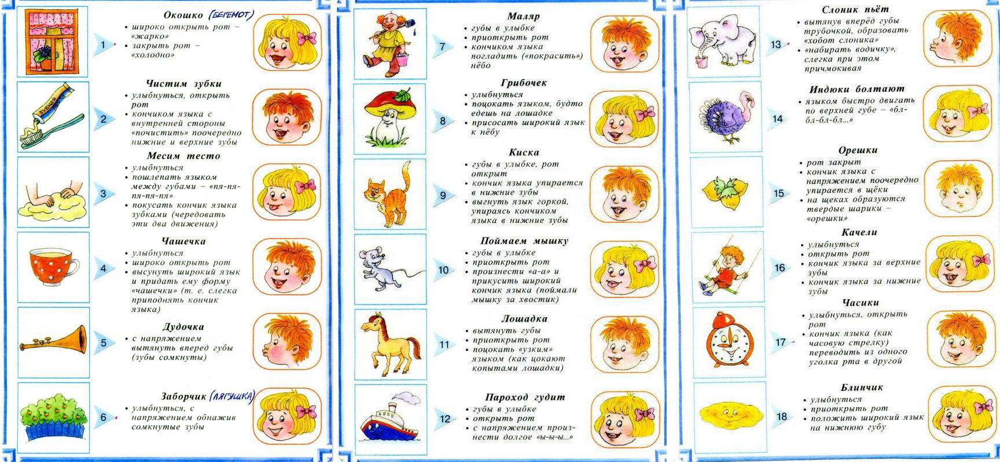 Окошко (БЕГЕМОТ)
1
• широко открыть рот –
«жарко»
• закрыть рот –
«холодно»
Чистим зубки
ЗУБНАЯ
ПАСТА
2
• улыбнуться, открыть
рот
• кончиком языка с
внутренней стороны
«почистить» поочередно
нижние и верхние зубы
Месим тесто
3
• улыбнуться
• пошлепать языком
между губами – «пя-пя-
пя-пя-пя»
• покусать кончик языка
зубками (чередовать
эти два движения)
Чашечка
4
• улыбнуться
• широко открыть рот
• высунуть широкий язык
и придать ему форму
«чашечки» (т. е. слегка
приподнять кончик
языка)
Дудочка
5
• с напряжением
вытянуть вперед губы
(зубы сомкнуты)
Заборчик (ЛЯГУШКА)
6
• улыбнуться, с
напряжением обнажив
сомкнутые зубы
Маляр
7
• губы в улыбке
• приоткрыть рот
• кончиком языка
погладить («покрасить»)
нёбо
Грибочек
8
• улыбнуться
• поцокать языком, будто
едешь на лошадке
• присосать широкий язык
к нёбу
Киска
9
• губы в улыбке, рот
открыт
• кончик языка упирается
в нижние зубы
• выгнуть язык горкой,
упираясь кончиком
языка в нижние зубы
Поймаем мышку
10
• губы в улыбке
• приоткрыть рот
• произнести «а-а» и
прикусить широкий
кончик языка (поймали
мышку за хвостик)
Лошадка
11
• вытянуть губы
• приоткрыть рот
• поцокать «узким»
языком (как цокают
копытами лошадки)
Пароход гудит
12
• губы в улыбке
• открыть рот
• с напряжением произ-
нести долгое «ы-ы-ы...»
Слоник пьёт
13
• вытянув вперёд губы
трубочкой, образовать
«хобот слоника»
• «набирать водичку»,
слегка при этом
причмокивая
Индюки болтают
14
• языком быстро двигать
по верхней губе – «бл-
бл-бл-бл...»
Орешки
15
• рот закрыт
• кончик языка с
напряжением поочередно
упирается в щёки
• на щеках образуются
твердые шарики –
«орешки»
Качели
16
• улыбнуться
• открыть рот
• кончик языка за верхние
зубы
• кончик языка за нижние
зубы
Часики
17
• улыбнуться, открыть
рот
• кончик языка (как
часовую стрелку)
переводить из одного
уголка рта в другой
Блинчик
18
• улыбнуться
• приоткрыть рот
• положить широкий язык
на нижнюю губу